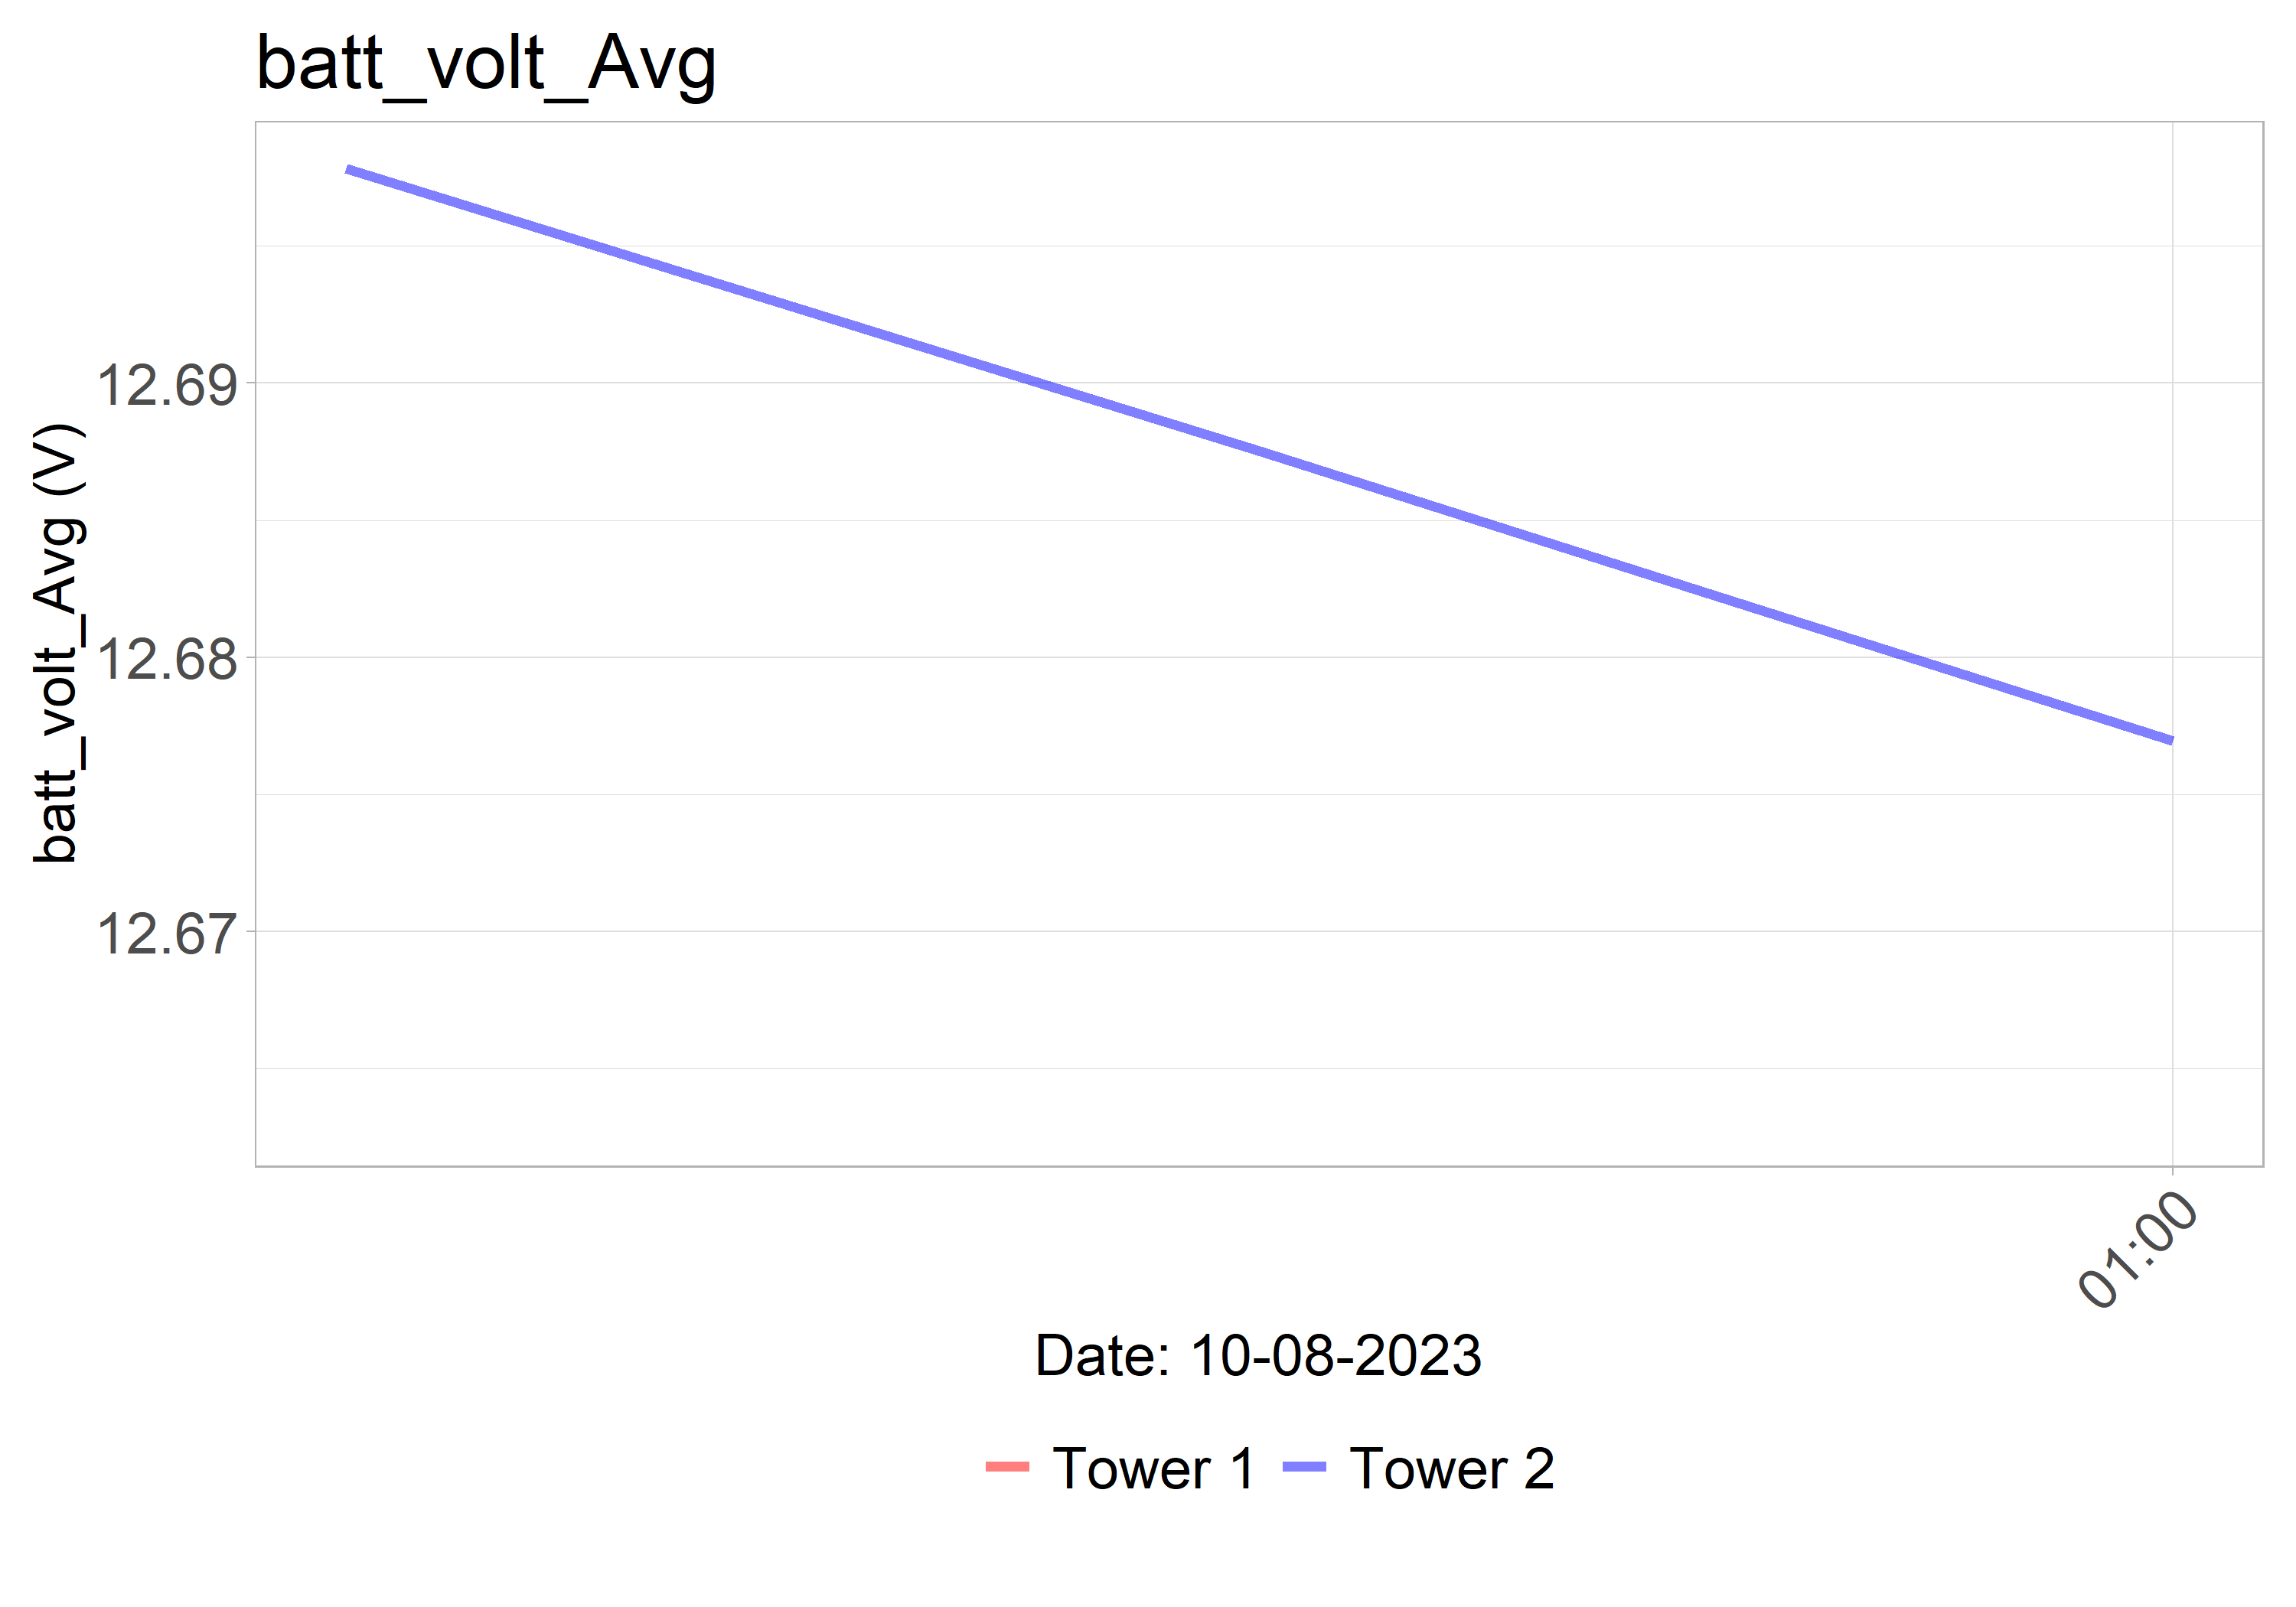 batt_volt_Avg
batt_volt_Avg (V)
12.69
12.68
12.67
01:00
Date: 10-08-2023
Tower 1 Tower 2